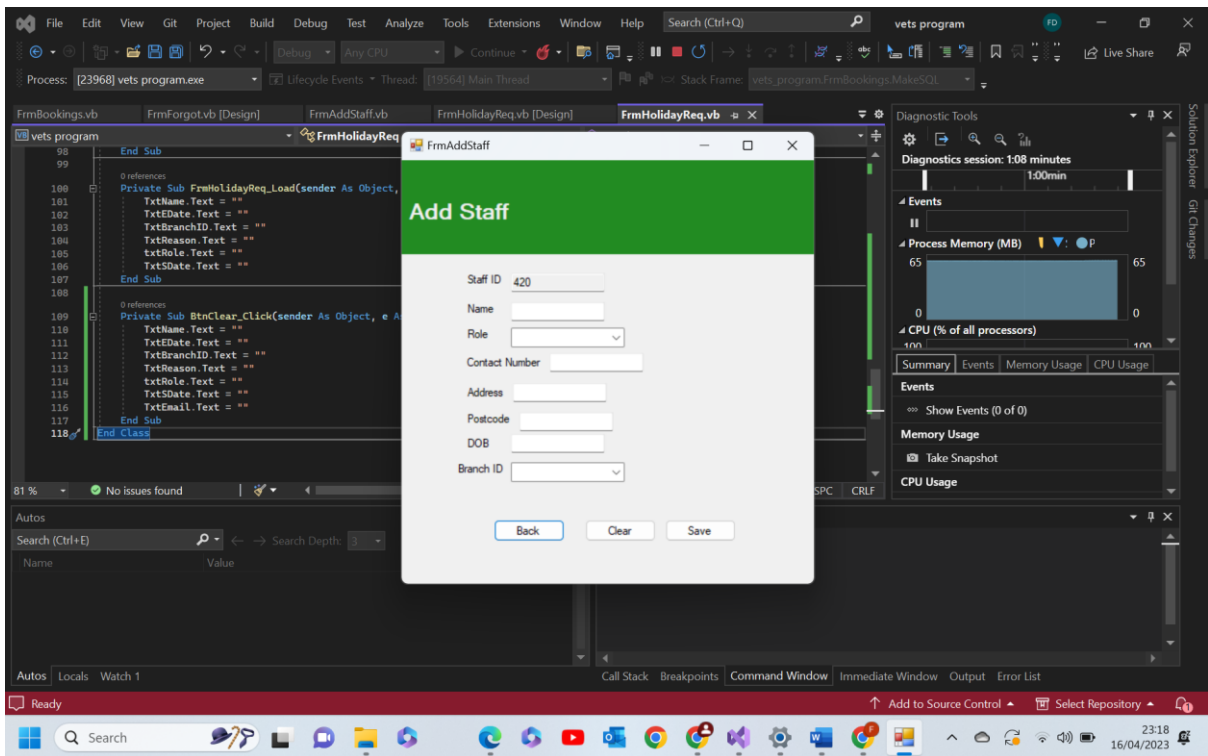 File Edit View Git Project Build Debug Test Analyze Tools Extensions Window Help Search (Ctrl+Q) vets program FD
Debug Any CPU Continue Live Share
Process: [23968] vets program.exe Lifecycle Events Thread: [19564] Main Thread Stack Frame: vets_program.FrmBookings.MakeSQL
FrmBookings.vb FrmForgot.vb [Design] FrmAddStaff.vb FrmHolidayReq.vb [Design] FrmHolidayReq.vb
vets program FrmHolidayReq
98 End Sub
99
0 references
100 Private Sub FrmHolidayReq_Load(sender As Object,
101 TxtName.Text = ""
102 TxtEDate.Text = ""
103 TxtBranchID.Text = ""
104 TxtReason.Text = ""
105 txtRole.Text = ""
106 TxtSDate.Text = ""
107 End Sub
108
0 references
109 Private Sub BtnClear_Click(sender As Object, e A
110 TxtName.Text = ""
111 TxtEDate.Text = ""
112 TxtBranchID.Text = ""
113 TxtReason.Text = ""
114 txtRole.Text = ""
115 TxtSDate.Text = ""
116 TxtEmail.Text = ""
117 End Sub
118 End Class
81 % No issues found SPC CRLF
FrmAddStaff
Add Staff
Staff ID 420
Name
Role
Contact Number
Address
Postcode
DOB
Branch ID
Back Clear Save
Diagnostic Tools
Diagnostics session: 1:08 minutes
1:00min
Events
Process Memory (MB) P
65 65
0 0
CPU (% of all processors)
100 100
Summary Events Memory Usage CPU Usage
Events
Show Events (0 of 0)
Memory Usage
Take Snapshot
CPU Usage
Solution Explorer
Git Changes
Autos
Search (Ctrl+E) Search Depth: 3
Name Value
Autos Locals Watch 1
Call Stack Breakpoints Command Window Immediate Window Output Error List
Ready Add to Source Control Select Repository
Search 23:18
16/04/2023